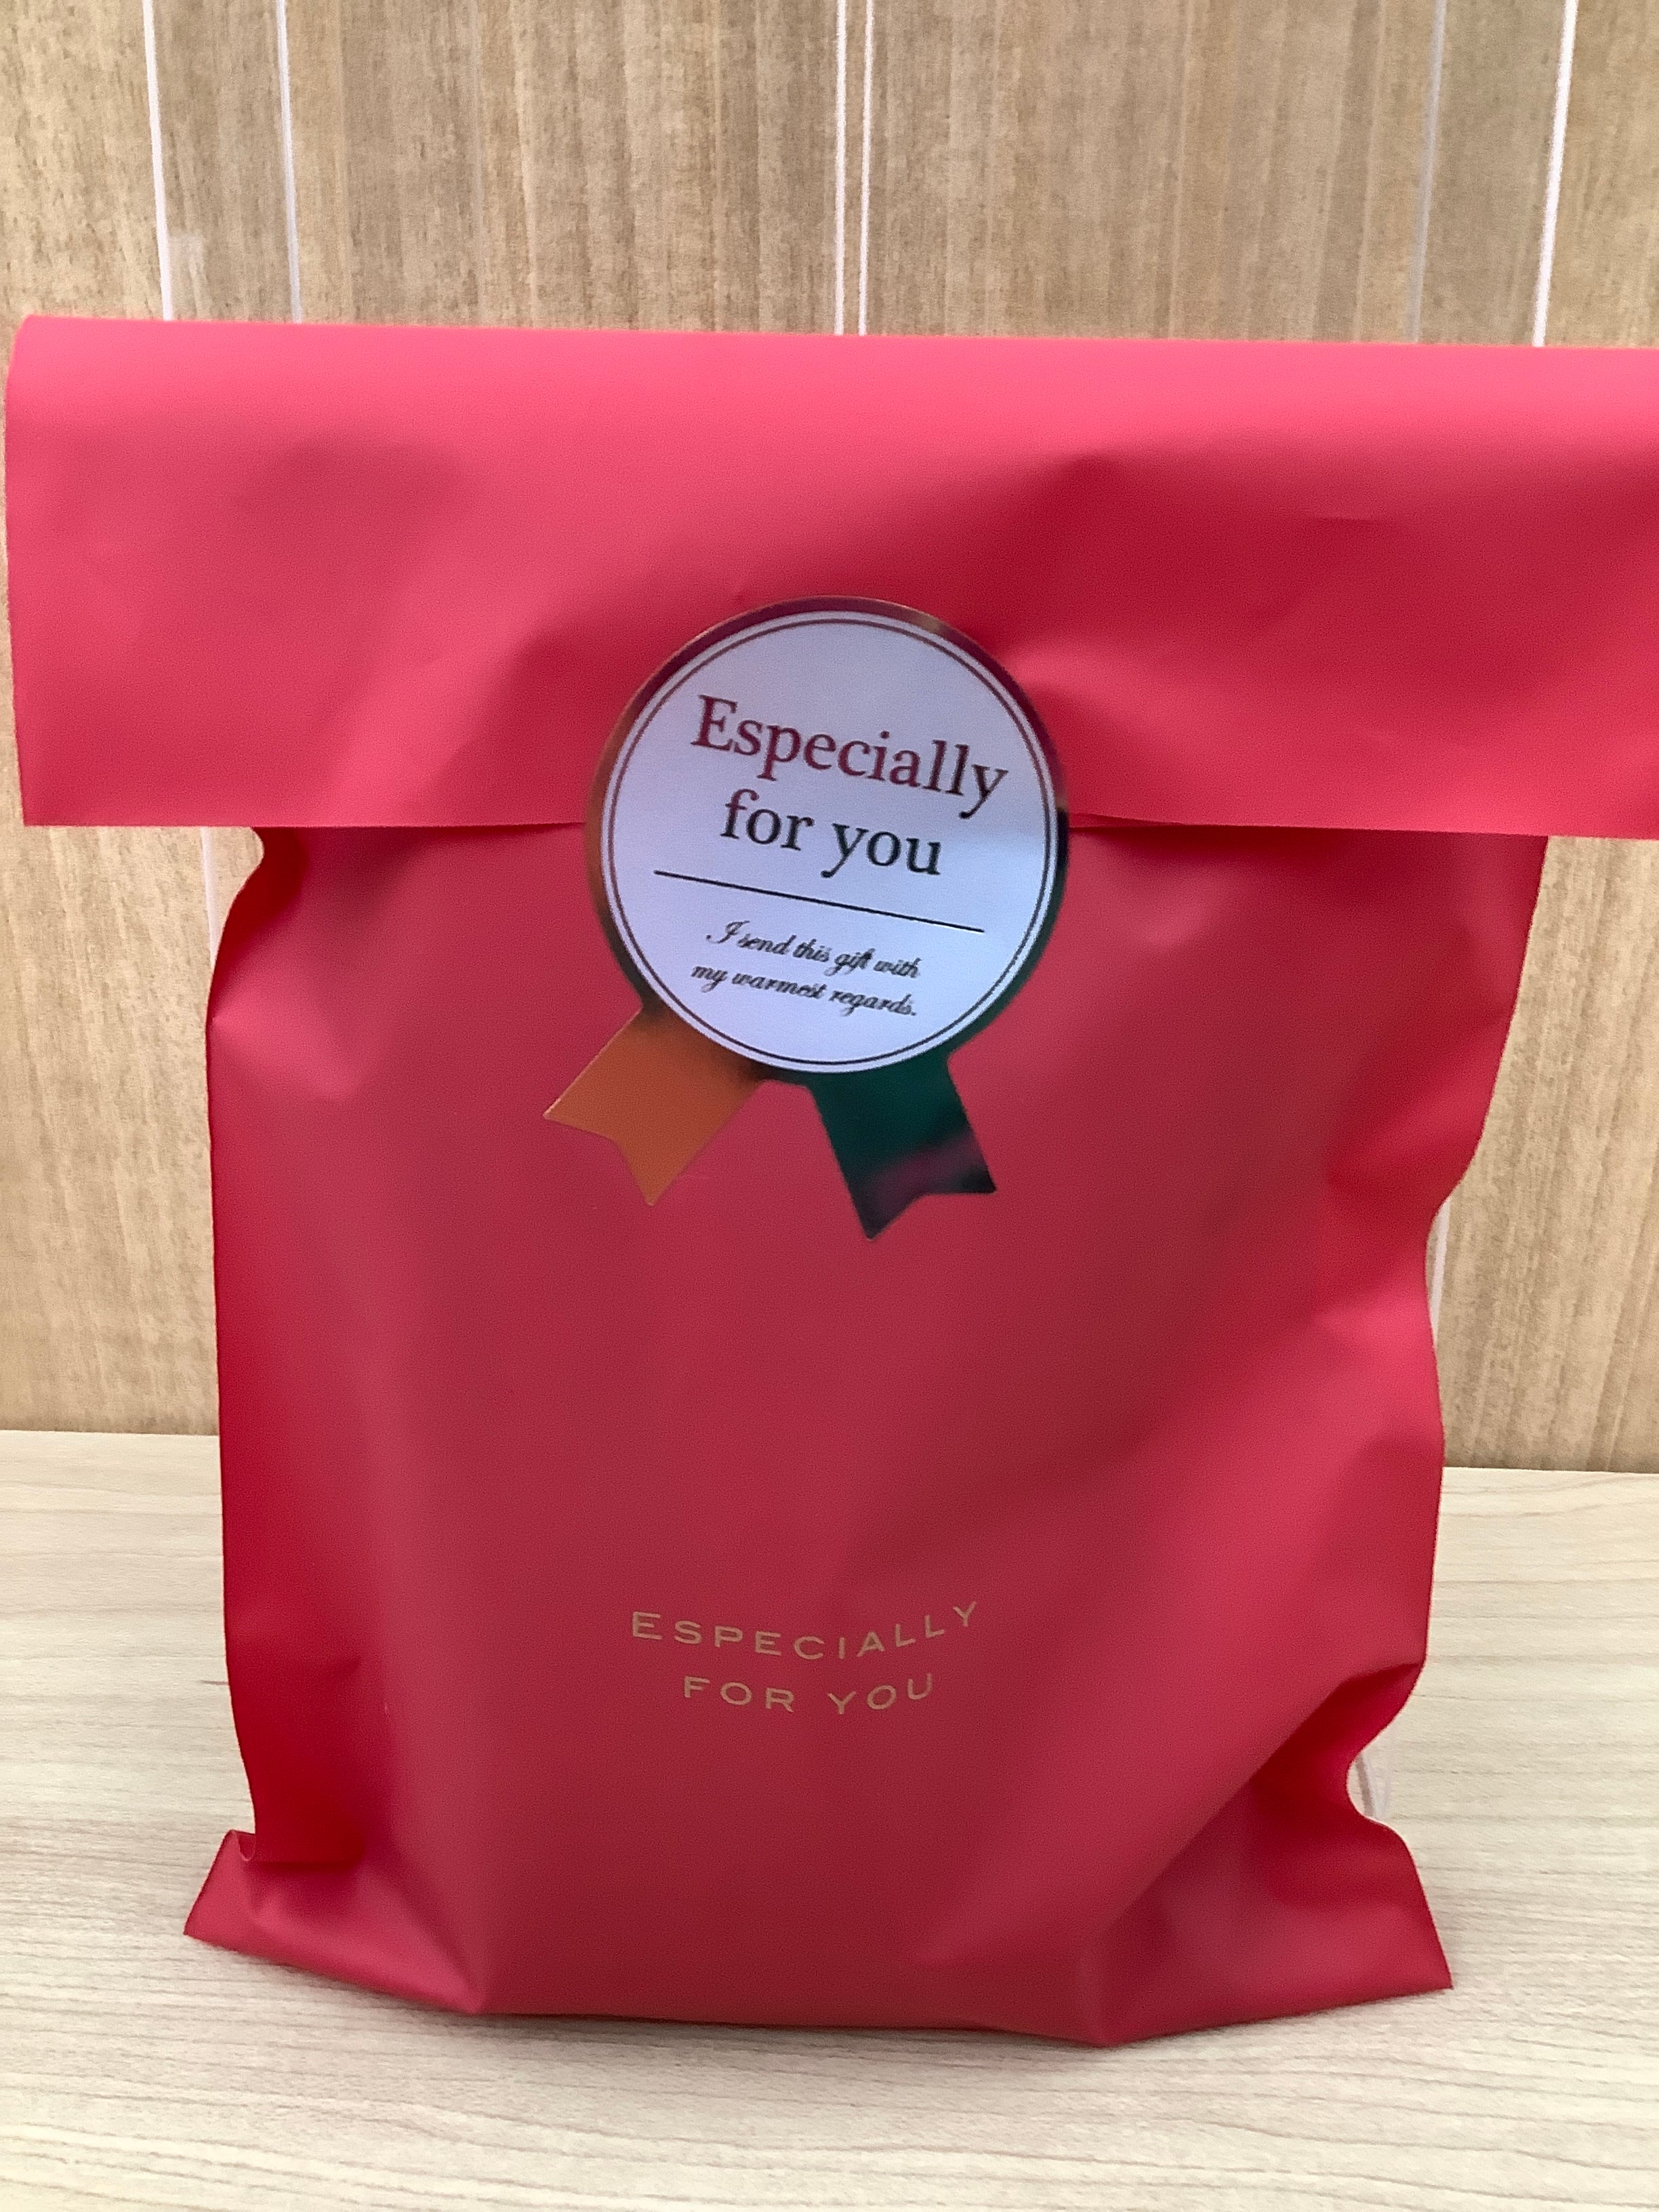 Especially
for you
I send this gift with
my warmest regards.
ESPECIALLY
FOR YOU